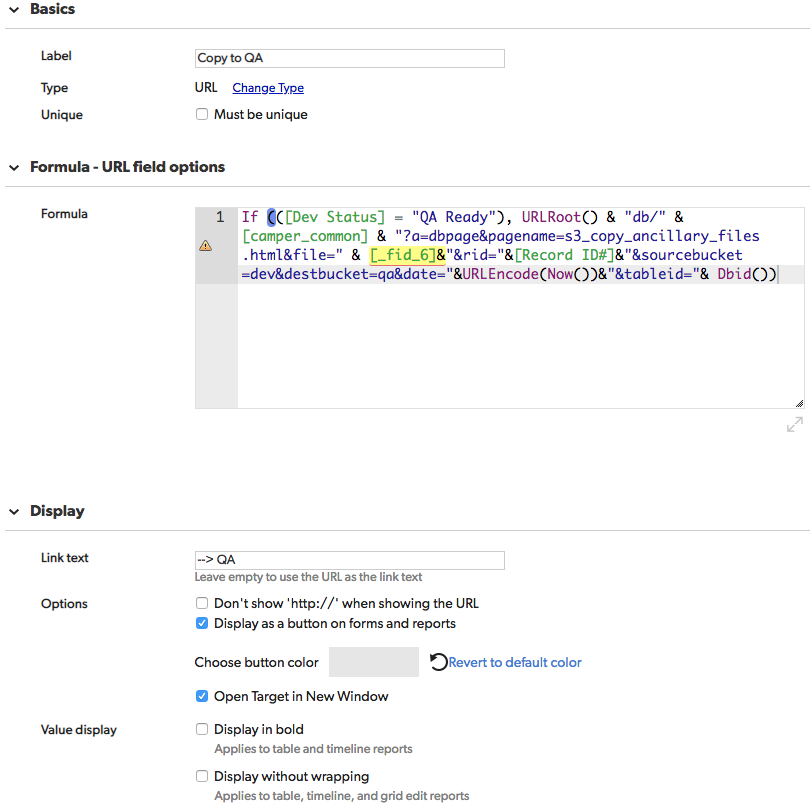 Basics
Label
Copy to QA
Type
URL Change Type
Unique
Must be unique
Formula - URL field options
Formula
1 If (([Dev Status] = "QA Ready"), URLRoot() & "db/" &
[camper_common] & "?a=dbpage&pagename=s3_copy_ancillary_files
.html&file=" & [_fid_6]&"&rid="&[Record ID#]&"&sourcebucket
=dev&destbucket=qa&date="&URLEncode(Now())&"&tableid="& Dbid())
Display
Link text
--> QA
Leave empty to use the URL as the link text
Options
Don't show 'http://' when showing the URL
Display as a button on forms and reports
Choose button color
Revert to default color
Open Target in New Window
Value display
Display in bold
Applies to table and timeline reports
Display without wrapping
Applies to table, timeline, and grid edit reports